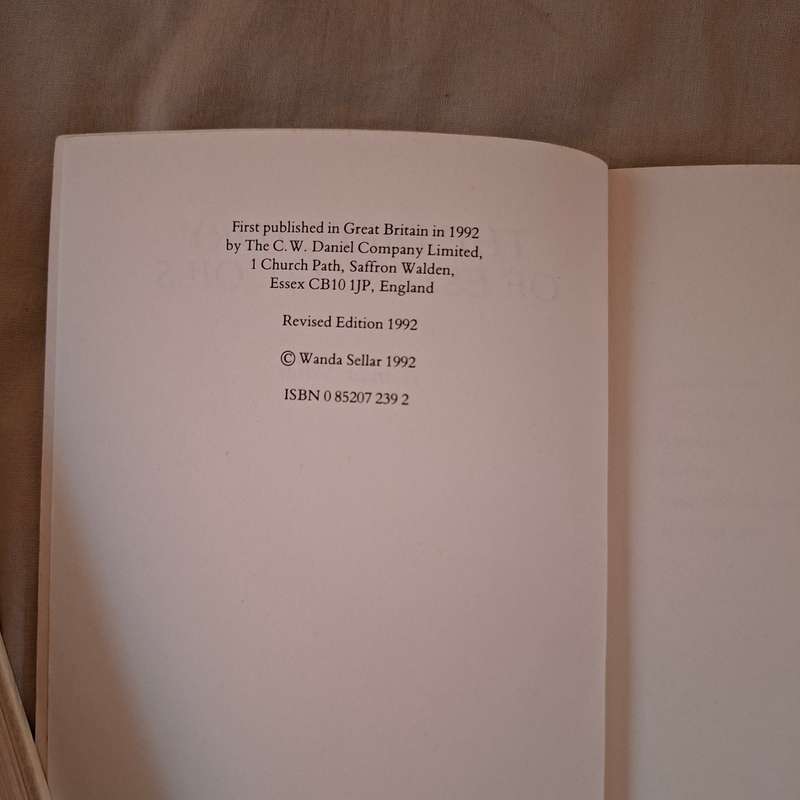 First published in Great Britain in 1992
by The C. W. Daniel Company Limited,
1 Church Path, Saffron Walden,
Essex CB10 1JP, England
Revised Edition 1992
© Wanda Sellar 1992
ISBN 0 85207 239 2